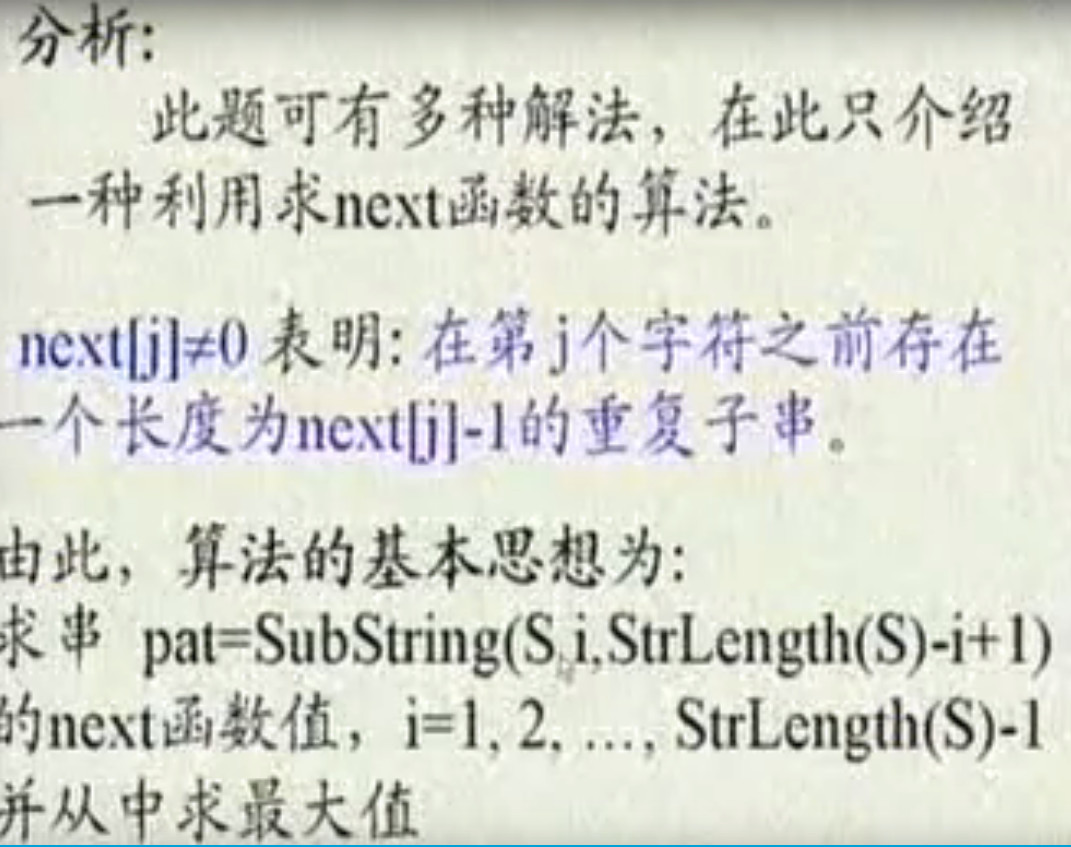 分析:
此题可有多种解法，在此只介绍
一种利用求next函数的算法。
next[j]≠0 表明: 在第j个字符之前存在
一个长度为next[j]-1的重复子串。
由此，算法的基本思想为:
求串 pat=SubString(S,i,StrLength(S)-i+1)
的next函数值，i=1, 2, …, StrLength(S)-1
并从中求最大值